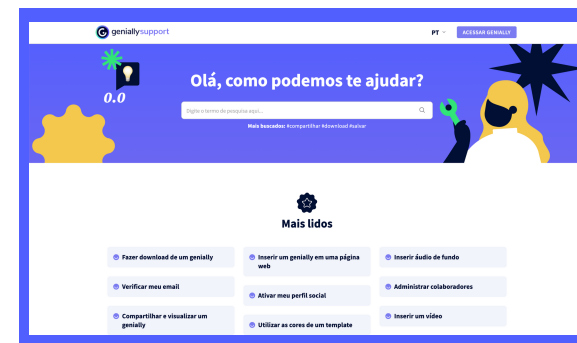 geniallysupport
PT
ACESSAR GENIALLY
0.0
Olá, como podemos te ajudar?
Digite o termo de pesquisa aqui...
Mais buscados: #compartilhar #download #salvar
Mais lidos
Fazer download de um genially
Inserir um genially em uma página
web
Inserir áudio de fundo
Verificar meu email
Ativar meu perfil social
Administrar colaboradores
Compartilhar e visualizar um
genially
Utilizar as cores de um template
Inserir um vídeo